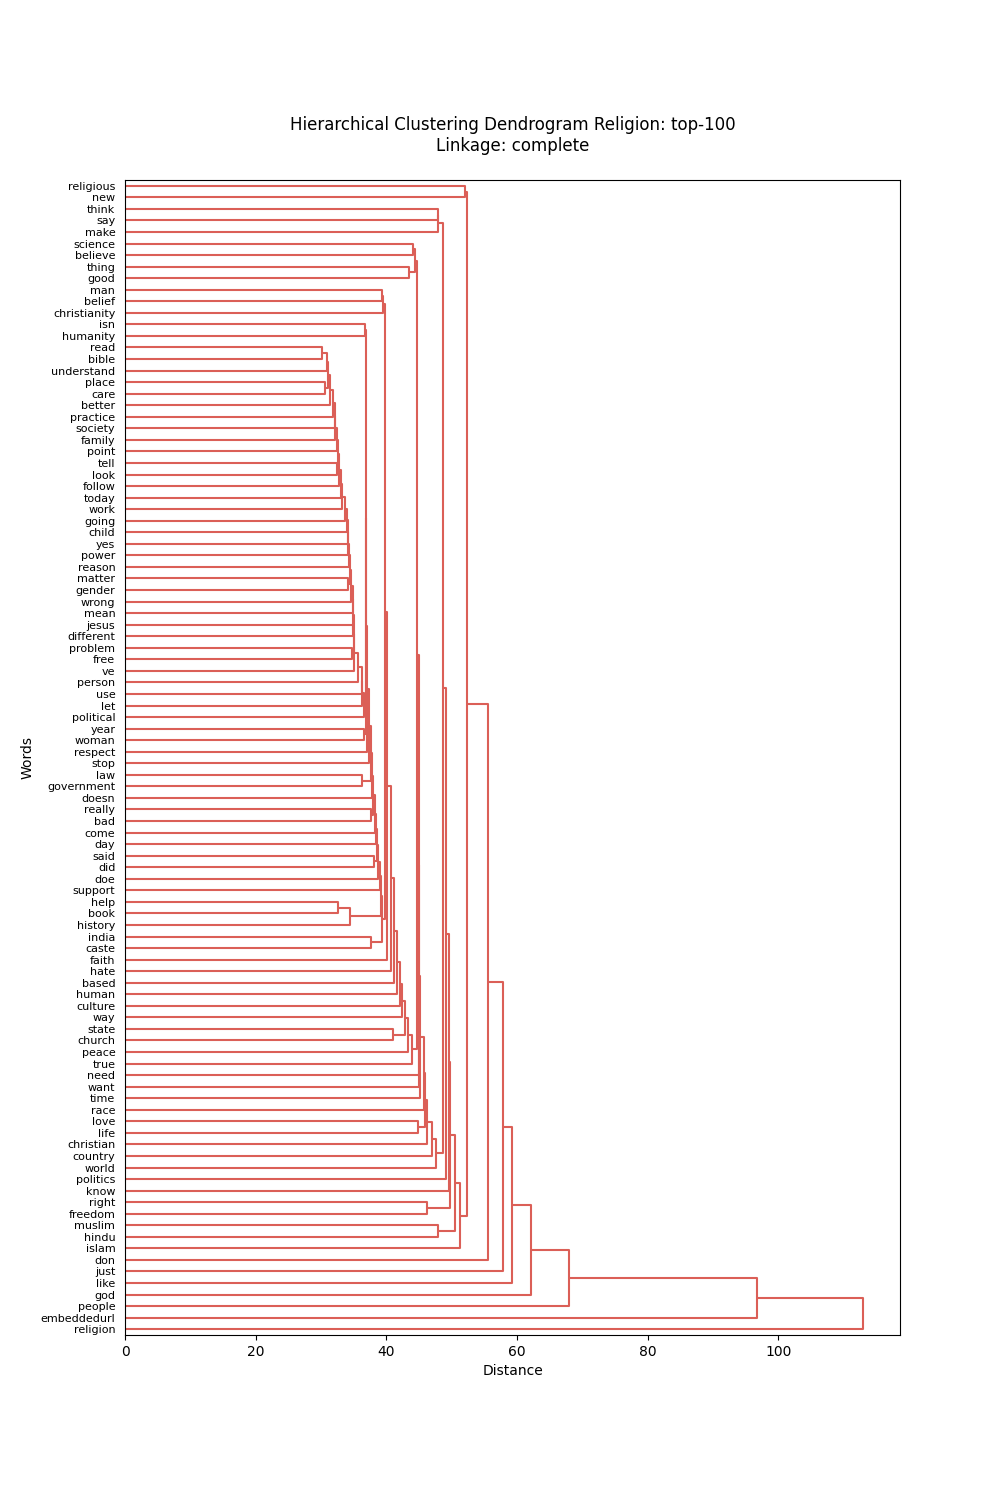 Hierarchical Clustering Dendrogram Religion: top-100
Linkage: complete
religious
new
think
say
make
science
believe
thing
good
man
belief
christianity
isn
humanity
read
bible
understand
place
care
better
practice
society
family
point
tell
look
follow
today
work
going
child
yes
power
reason
matter
gender
wrong
mean
jesus
different
problem
free
ve
person
use
let
political
year
woman
respect
stop
law
government
doesn
really
bad
come
day
said
did
doe
support
help
book
history
india
caste
faith
hate
based
human
culture
way
state
church
peace
true
need
want
time
race
love
life
christian
country
world
politics
know
right
freedom
muslim
hindu
islam
don
just
like
god
people
embeddedurl
religion
Words
0 20 40 60 80 100
Distance